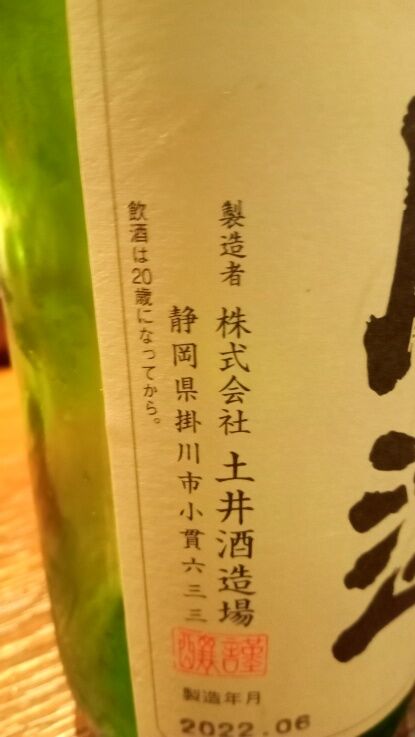 製造者 株式会社 土井酒造場
静岡県掛川市小貫六三三
飲酒は20歳になってから。
謹醸
製造年月
2022.06